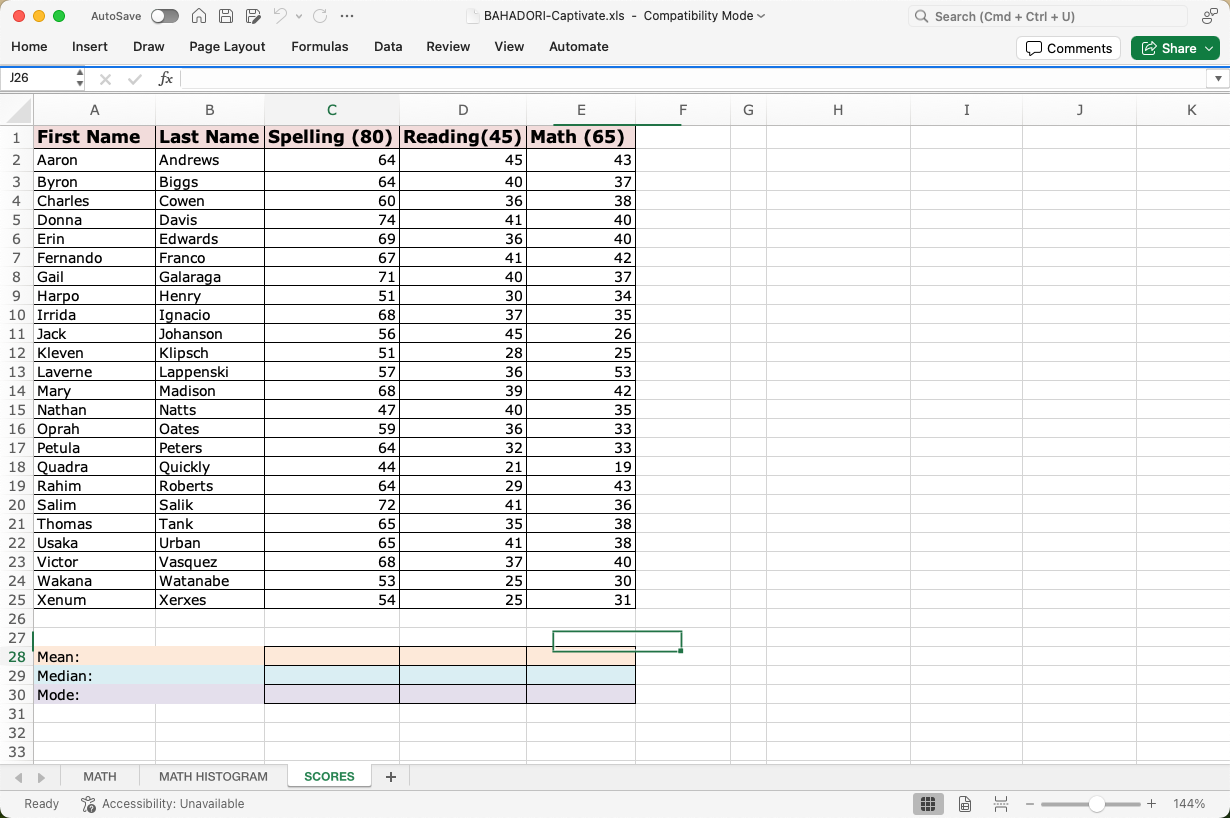 AutoSave BAHADORI-Captivate.xls - Compatibility Mode Search (Cmd + Ctrl + U)
Home Insert Draw Page Layout Formulas Data Review View Automate Comments Share
J26 fx
A B C D E F G H I J K
1 First Name Last Name Spelling (80) Reading(45) Math (65)
2 Aaron Andrews 64 45 43
3 Byron Biggs 64 40 37
4 Charles Cowen 60 36 38
5 Donna Davis 74 41 40
6 Erin Edwards 69 36 40
7 Fernando Franco 67 41 42
8 Gail Galaraga 71 40 37
9 Harpo Henry 51 30 34
10 Irrida Ignacio 68 37 35
11 Jack Johanson 56 45 26
12 Kleven Klipsch 51 28 25
13 Laverne Lappenski 57 36 53
14 Mary Madison 68 39 42
15 Nathan Natts 47 40 35
16 Oprah Oates 59 36 33
17 Petula Peters 64 32 33
18 Quadra Quickly 44 21 19
19 Rahim Roberts 64 29 43
20 Salim Salik 72 41 36
21 Thomas Tank 65 35 38
22 Usaka Urban 65 41 38
23 Victor Vasquez 68 37 40
24 Wakana Watanabe 53 25 30
25 Xenum Xerxes 54 25 31
26
27
28 Mean:
29 Median:
30 Mode:
31
32
33
MATH MATH HISTOGRAM SCORES +
Ready Accessibility: Unavailable 144%